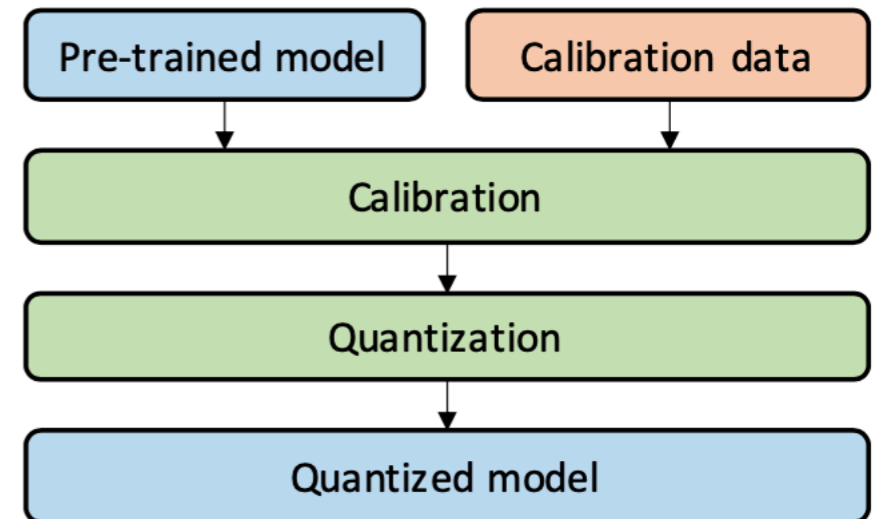 Pre-trained model
Calibration data
Calibration
Quantization
Quantized model